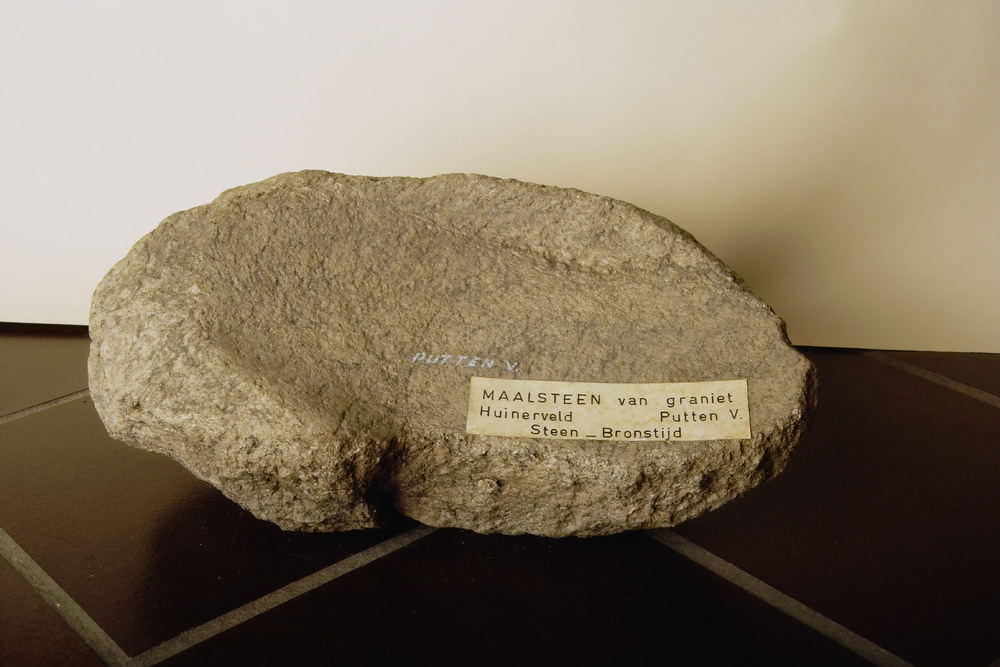 PUTTEN V.
MAALSTEEN van graniet
Huinerveld Putten V.
Steen – Bronstijd